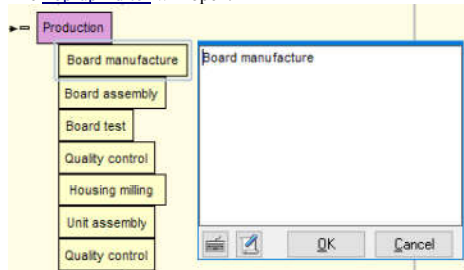 Production
Board manufacture
Board manufacture
Board assembly
Board test
Quality control
Housing milling
Unit assembly
OK
Cancel
Quality control